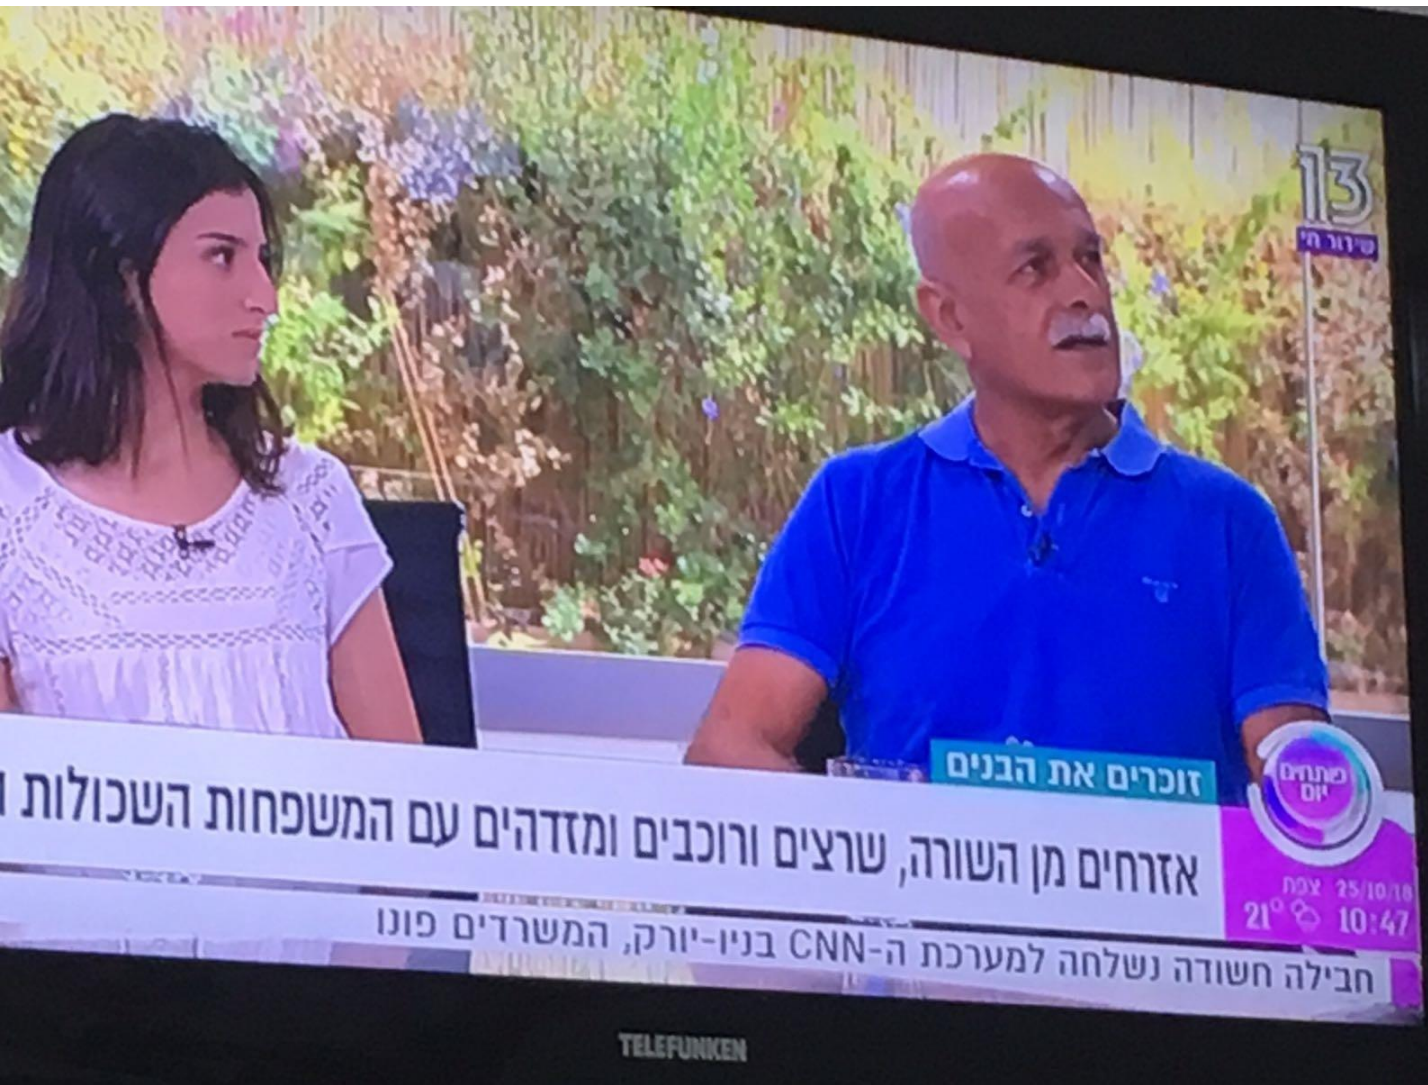 13
שידור חי
זוכרים את הבנים
אזרחים מן השורה, שרצים ורוכבים ומזדהים עם המשפחות השכולות
פותחים
יום
צפת 25/10/18
21° 10:47
חבילה חשודה נשלחה למערכת ה-CNN בניו-יורק, המשרדים פונו
TELEFUNKEN